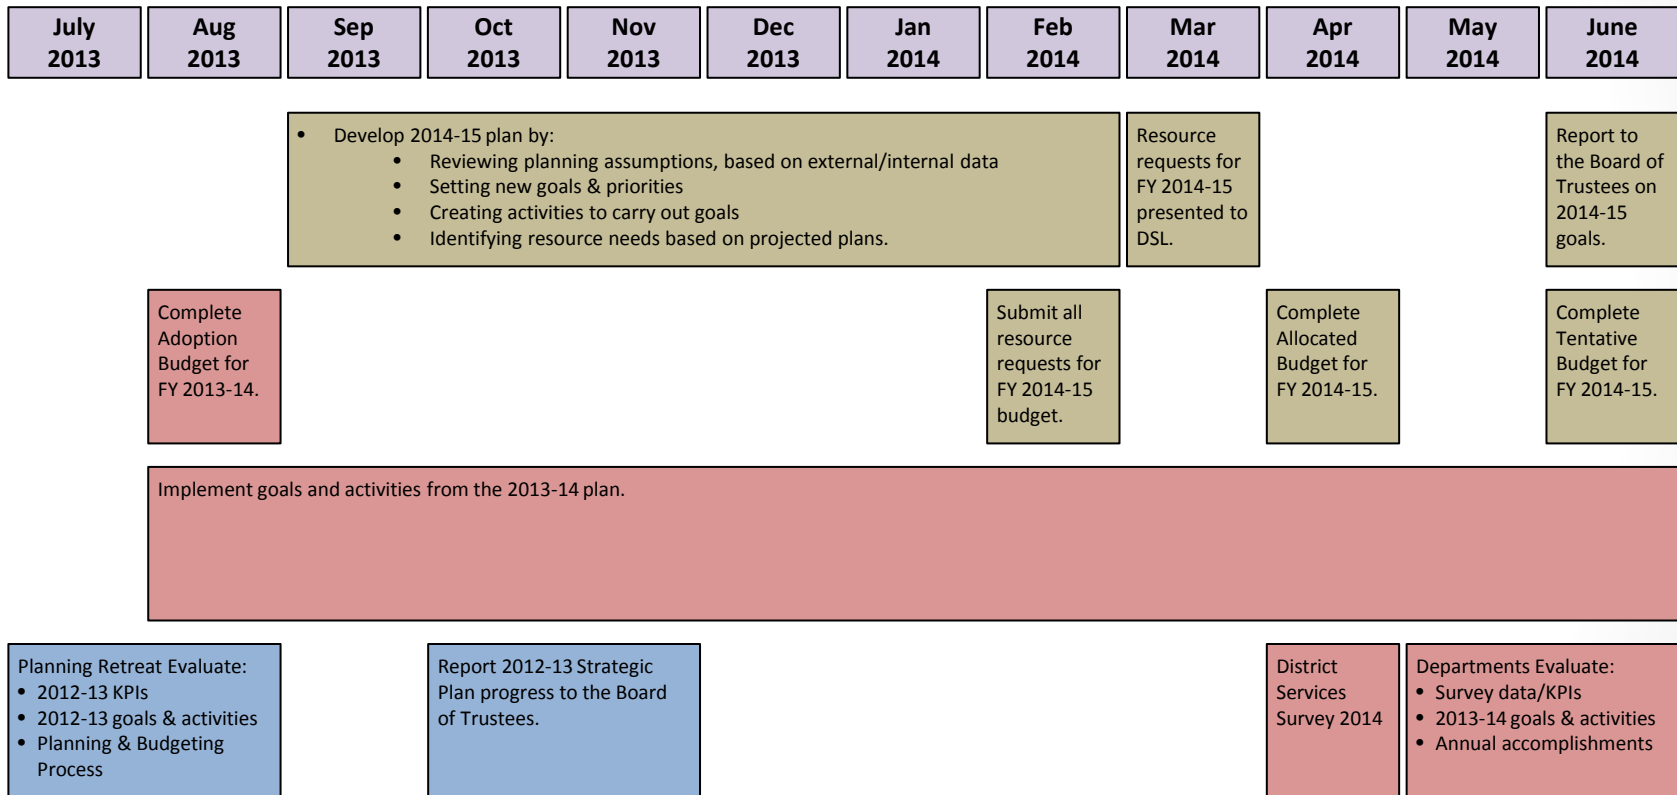 July
2013
Aug
2013
Sep
2013
Oct
2013
Nov
2013
Dec
2013
Jan
2014
Feb
2014
Mar
2014
Apr
2014
May
2014
June
2014
• Develop 2014-15 plan by:
• Reviewing planning assumptions, based on external/internal data
• Setting new goals & priorities
• Creating activities to carry out goals
• Identifying resource needs based on projected plans.
Resource
requests for
FY 2014-15
presented to
DSL.
Report to
the Board of
Trustees on
2014-15
goals.
Complete
Adoption
Budget for
FY 2013-14.
Submit all
resource
requests for
FY 2014-15
budget.
Complete
Allocated
Budget for
FY 2014-15.
Complete
Tentative
Budget for
FY 2014-15.
Implement goals and activities from the 2013-14 plan.
Planning Retreat Evaluate:
• 2012-13 KPIs
• 2012-13 goals & activities
• Planning & Budgeting
Process
Report 2012-13 Strategic
Plan progress to the Board
of Trustees.
District
Services
Survey 2014
Departments Evaluate:
• Survey data/KPIs
• 2013-14 goals & activities
• Annual accomplishments